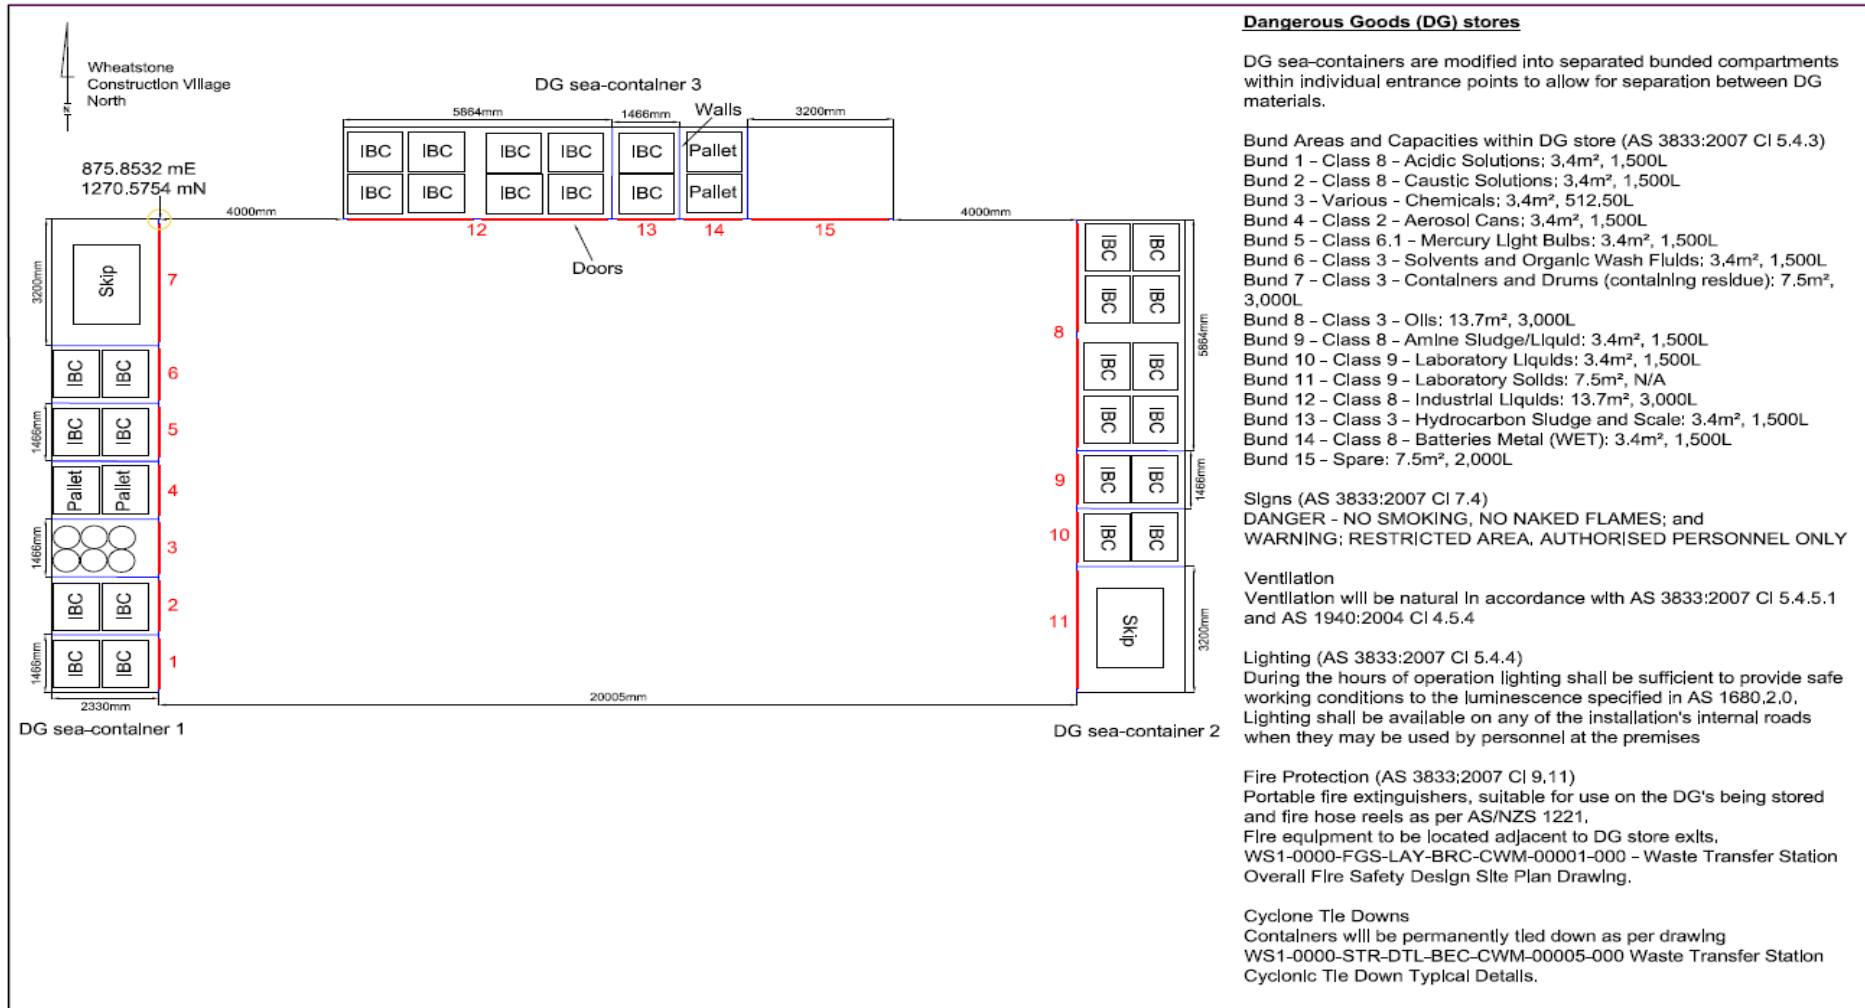 Wheatstone
Construction Village
North
N
875.8532 mE
1270.5754 mN
DG sea-container 3
5864mm
1466mm
Walls
3200mm
IBC
IBC
IBC
IBC
IBC
Pallet
IBC
IBC
IBC
IBC
IBC
Pallet
4000mm
12
13
14
15
4000mm
Doors
3200mm
Skip
7
IBC
IBC
6
1466mm
IBC
IBC
5
Pallet
Pallet
4
1466mm
3
IBC
IBC
2
1466mm
IBC
IBC
1
2330mm
DG sea-container 1
20005mm
IBC
IBC
IBC
IBC
8
5864mm
IBC
IBC
IBC
IBC
9
IBC
IBC
1466mm
10
IBC
IBC
11
Skip
3200mm
DG sea-container 2
Dangerous Goods (DG) stores
DG sea-containers are modified into separated bunded compartments
within individual entrance points to allow for separation between DG
materials.
Bund Areas and Capacities within DG store (AS 3833:2007 Cl 5.4.3)
Bund 1 - Class 8 - Acidic Solutions; 3.4m², 1,500L
Bund 2 - Class 8 - Caustic Solutions; 3.4m², 1,500L
Bund 3 - Various - Chemicals; 3.4m², 512.50L
Bund 4 - Class 2 - Aerosol Cans; 3.4m², 1,500L
Bund 5 - Class 6.1 - Mercury Light Bulbs: 3.4m², 1,500L
Bund 6 - Class 3 - Solvents and Organic Wash Fluids: 3.4m², 1,500L
Bund 7 - Class 3 - Containers and Drums (containing residue): 7.5m²,
3,000L
Bund 8 - Class 3 - Oils: 13.7m², 3,000L
Bund 9 - Class 8 - Amine Sludge/Liquid: 3.4m², 1,500L
Bund 10 - Class 9 - Laboratory Liquids: 3.4m², 1,500L
Bund 11 - Class 9 - Laboratory Solids: 7.5m², N/A
Bund 12 - Class 8 - Industrial Liquids: 13.7m², 3,000L
Bund 13 - Class 3 - Hydrocarbon Sludge and Scale: 3.4m², 1,500L
Bund 14 - Class 8 - Batteries Metal (WET): 3.4m², 1,500L
Bund 15 - Spare: 7.5m², 2,000L
Signs (AS 3833:2007 Cl 7.4)
DANGER - NO SMOKING, NO NAKED FLAMES; and
WARNING; RESTRICTED AREA, AUTHORISED PERSONNEL ONLY
Ventilation
Ventilation will be natural in accordance with AS 3833:2007 Cl 5.4.5.1
and AS 1940:2004 Cl 4.5.4
Lighting (AS 3833:2007 Cl 5.4.4)
During the hours of operation lighting shall be sufficient to provide safe
working conditions to the luminescence specified in AS 1680.2.0.
Lighting shall be available on any of the installation's internal roads
when they may be used by personnel at the premises
Fire Protection (AS 3833:2007 Cl 9.11)
Portable fire extinguishers, suitable for use on the DG's being stored
and fire hose reels as per AS/NZS 1221.
Fire equipment to be located adjacent to DG store exits.
WS1-0000-FGS-LAY-BRC-CWM-00001-000 - Waste Transfer Station
Overall Fire Safety Design Site Plan Drawing.
Cyclone Tie Downs
Containers will be permanently tied down as per drawing
WS1-0000-STR-DTL-BEC-CWM-00005-000 Waste Transfer Station
Cyclonic Tie Down Typical Details.